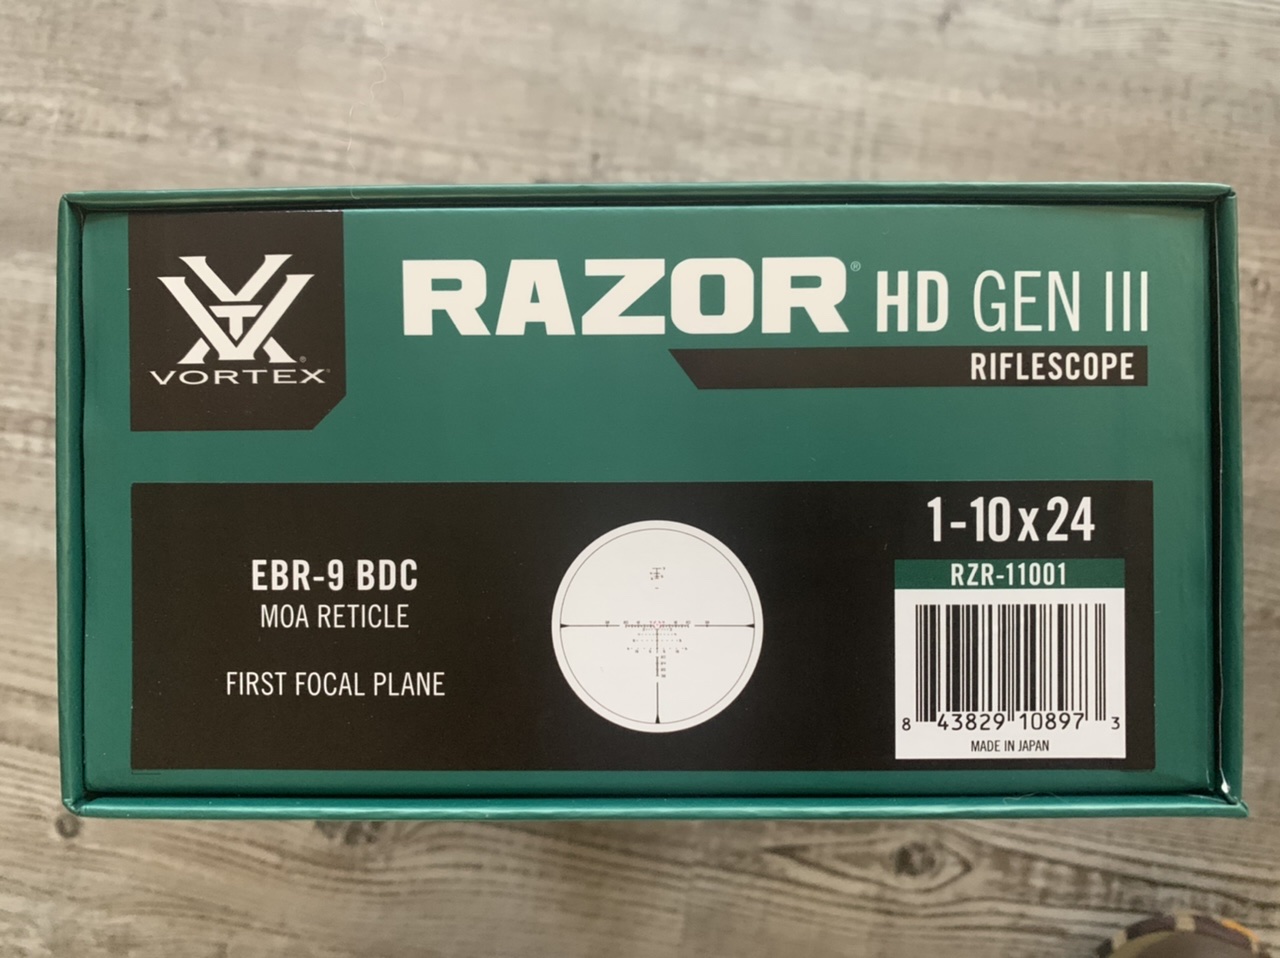 VORTEX
RAZOR® HD GEN III
RIFLESCOPE
EBR-9 BDC
MOA RETICLE
FIRST FOCAL PLANE
1-10x24
RZR-11001
8 43829 10897 3
MADE IN JAPAN